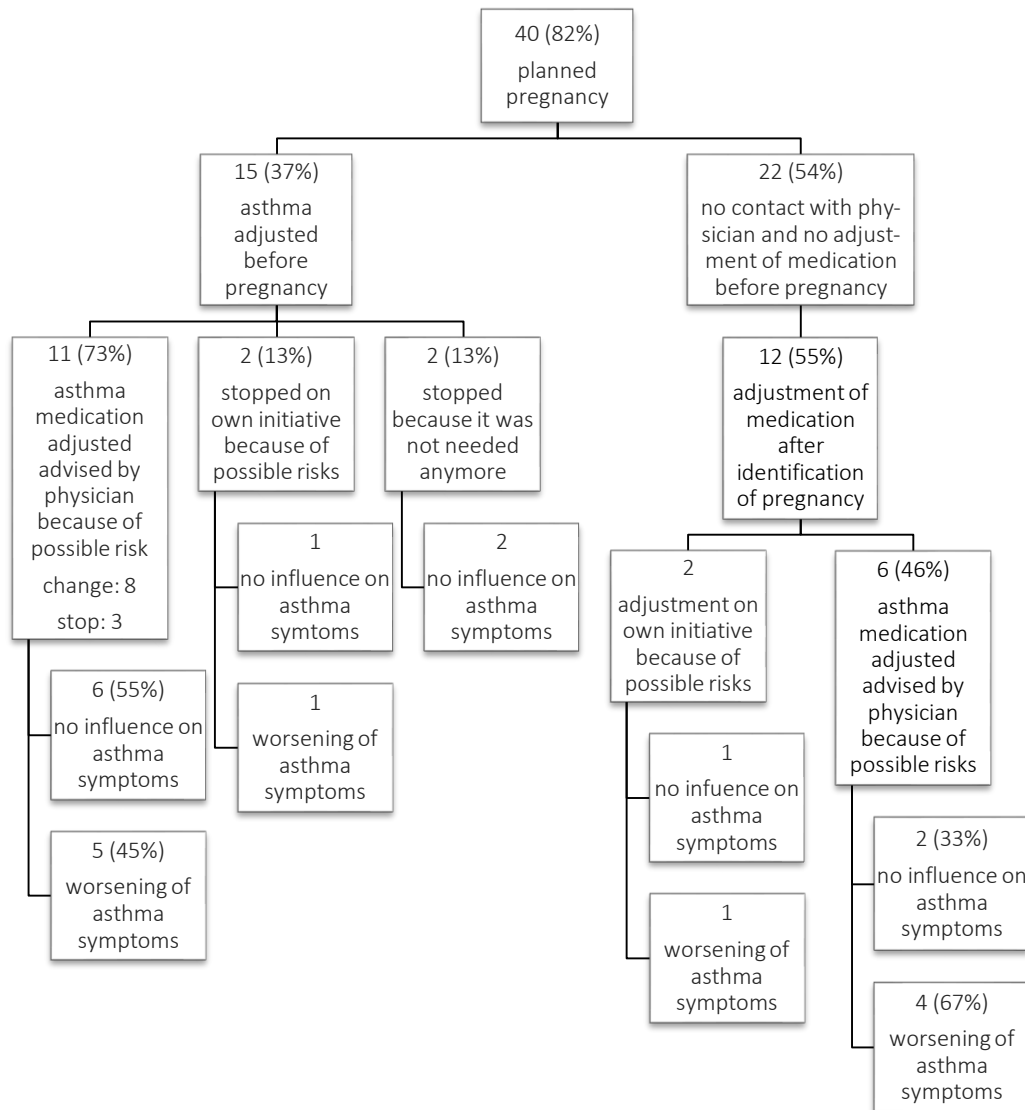 40 (82%)
planned
pregnancy
15 (37%)
asthma
adjusted
before
pregnancy
22 (54%)
no contact with phy-
sician and no adjust-
ment of medication
before pregnancy
11 (73%)
asthma
medication
adjusted
advised by
physician
because of
possible risk
change: 8
stop: 3
2 (13%)
stopped on
own initiative
because of
possible risks
2 (13%)
stopped
because it was
not needed
anymore
12 (55%)
adjustment of
medication
after
identification
of pregnancy
1
no influence on
asthma
symtoms
2
no influence on
asthma
symptoms
2
adjustment on
own initiative
because of
possible risks
6 (46%)
asthma
medication
adjusted
advised by
physician
because of
possible risks
6 (55%)
no influence on
asthma
symptoms
1
worsening of
asthma
symptoms
1
no infuence on
asthma
symptoms
5 (45%)
worsening of
asthma
symptoms
2 (33%)
no influence on
asthma
symptoms
1
worsening of
asthma
symptoms
4 (67%)
worsening of
asthma
symptoms